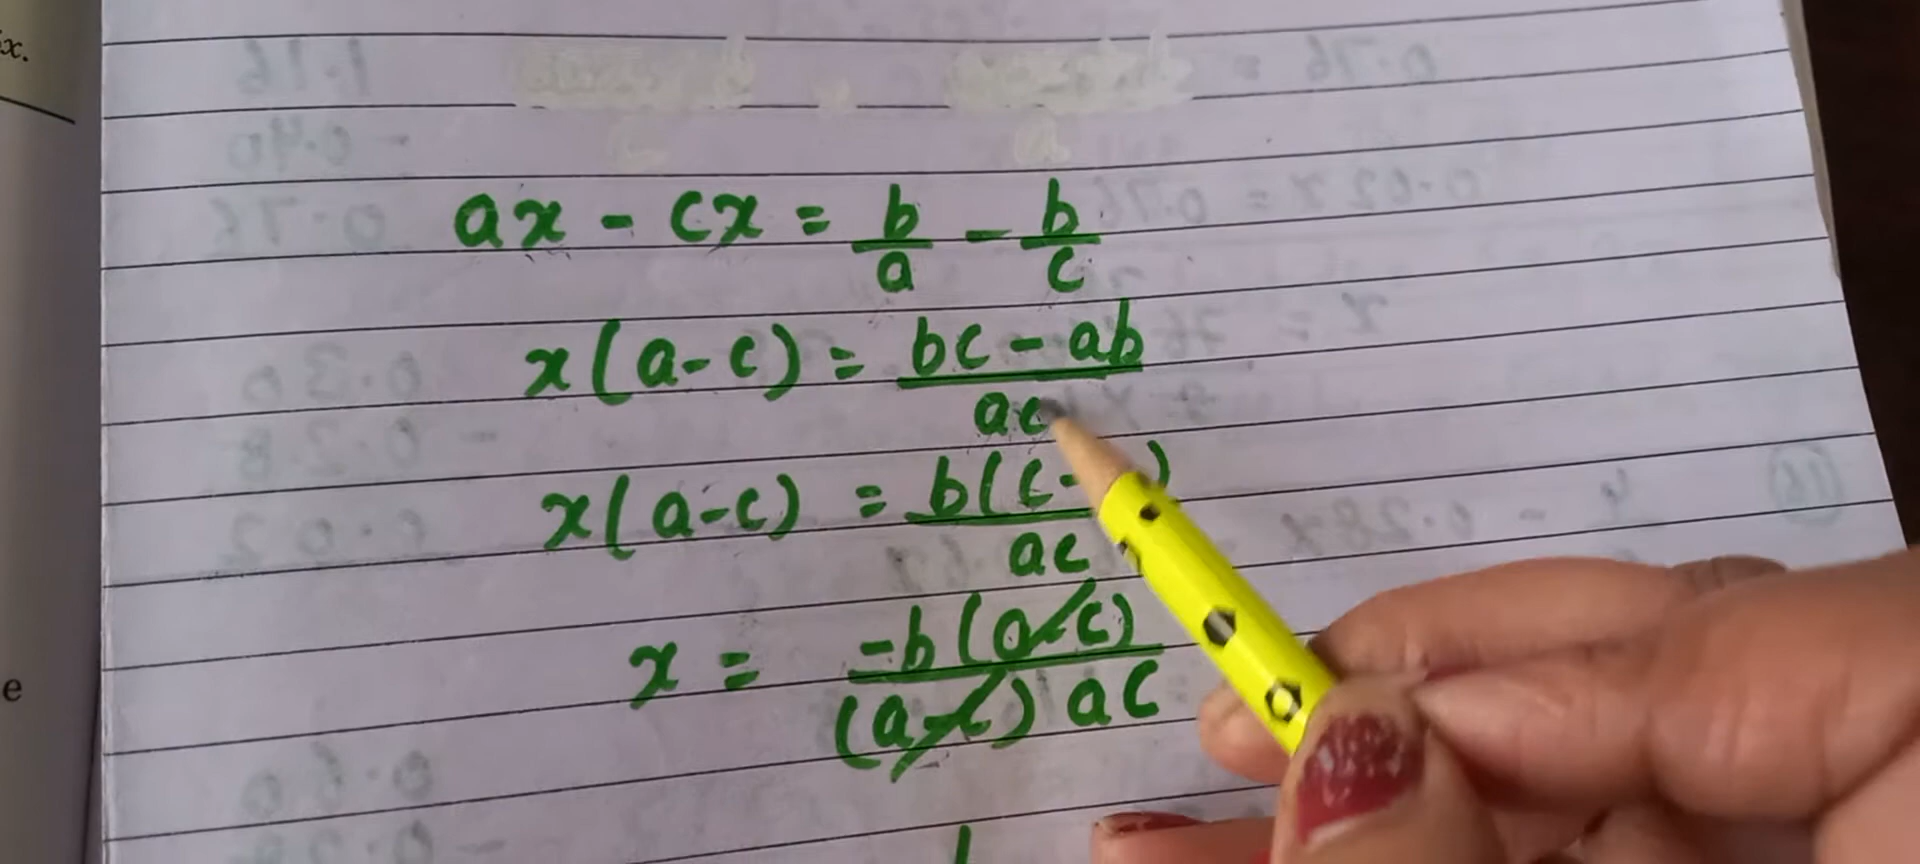 x.
ax - cx = b/a - b/c
x(a-c) = bc - ab / ac
x(a-c) = b(c- ) / ac
e
x = -b(a-c) / (a-c) ac